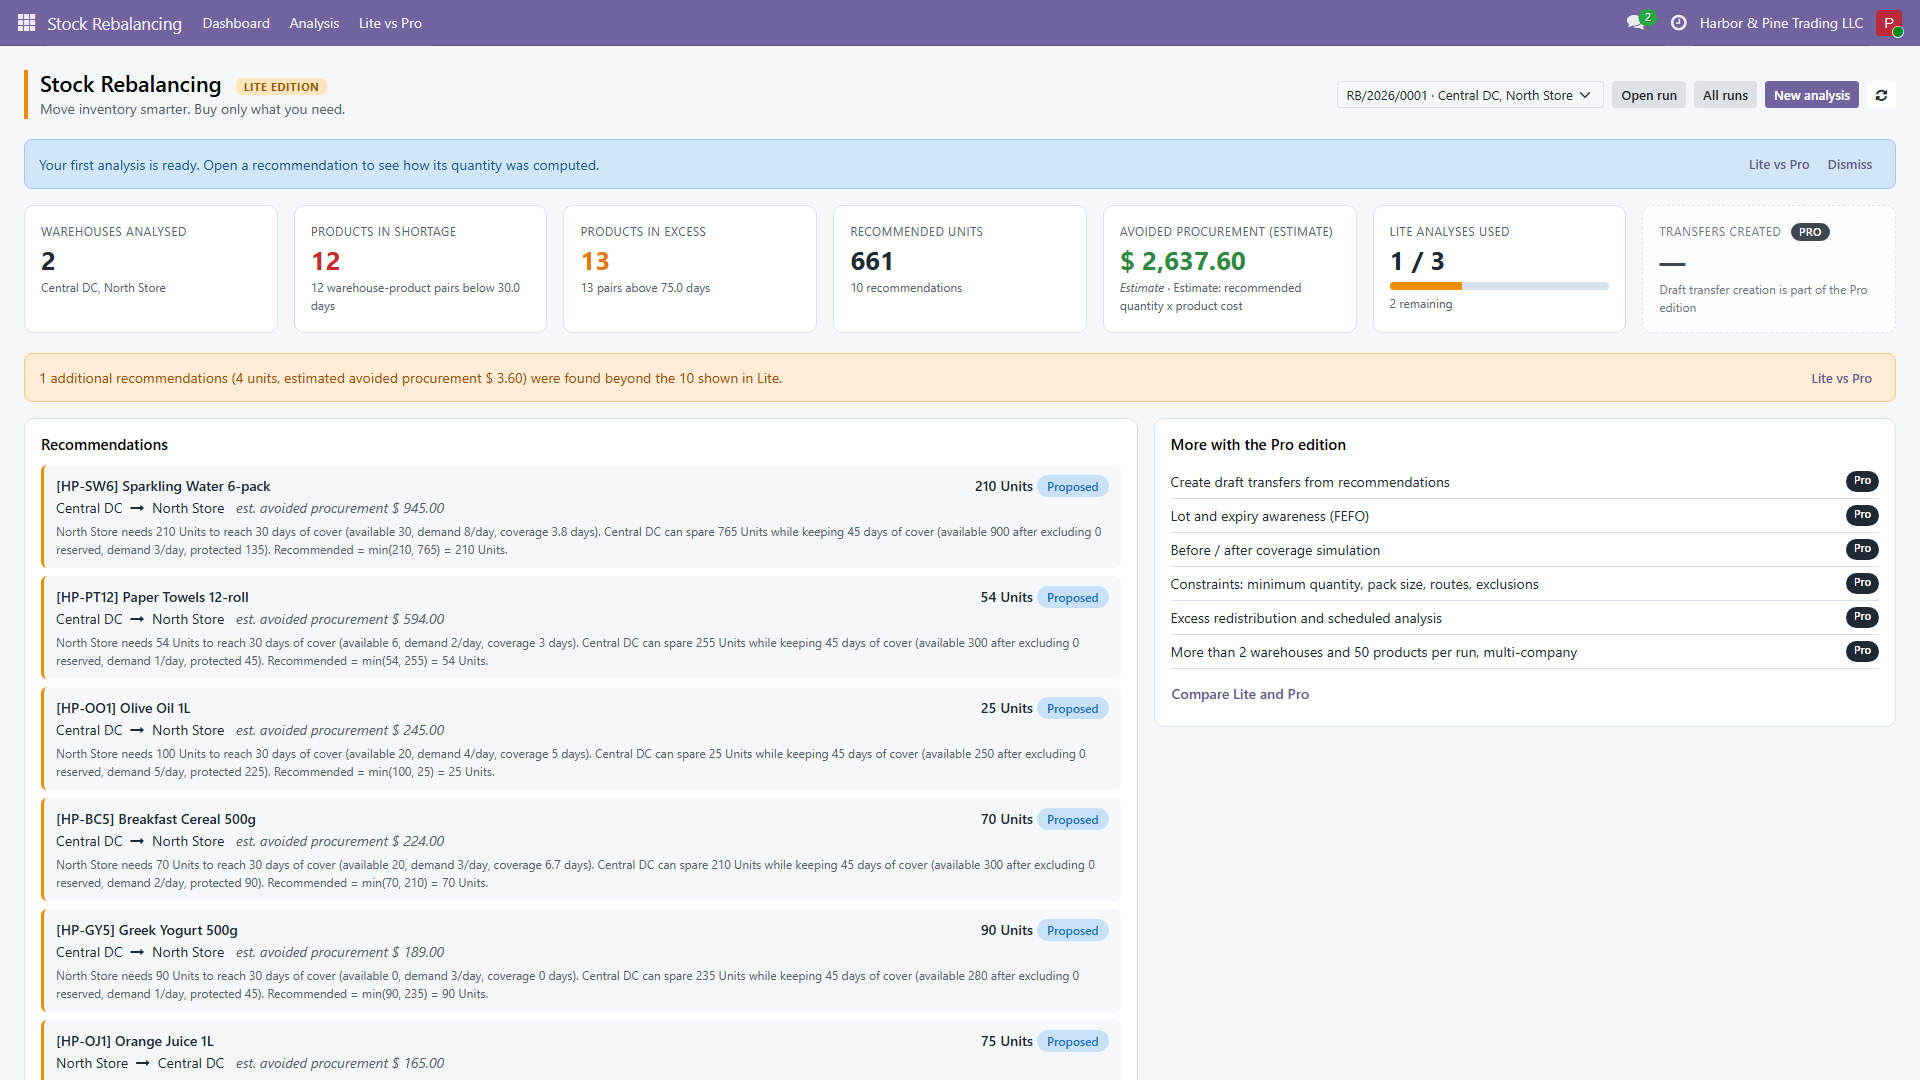 Stock Rebalancing
Dashboard
Analysis
Lite vs Pro
2
Harbor & Pine Trading LLC
P
Stock Rebalancing
LITE EDITION
Move inventory smarter. Buy only what you need.
RB/2026/0001 · Central DC, North Store
Open run
All runs
New analysis
Your first analysis is ready. Open a recommendation to see how its quantity was computed.
Lite vs Pro
Dismiss
WAREHOUSES ANALYSED
2
Central DC, North Store
PRODUCTS IN SHORTAGE
12
12 warehouse-product pairs below 30.0
days
PRODUCTS IN EXCESS
13
13 pairs above 75.0 days
RECOMMENDED UNITS
661
10 recommendations
AVOIDED PROCUREMENT (ESTIMATE)
$ 2,637.60
Estimate · Estimate: recommended
quantity x product cost
LITE ANALYSES USED
1 / 3
2 remaining
TRANSFERS CREATED PRO
—
Draft transfer creation is part of the Pro
edition
1 additional recommendations (4 units, estimated avoided procurement $ 3.60) were found beyond the 10 shown in Lite.
Lite vs Pro
Recommendations
[HP-SW6] Sparkling Water 6-pack
210 Units Proposed
Central DC → North Store est. avoided procurement $ 945.00
North Store needs 210 Units to reach 30 days of cover (available 30, demand 8/day, coverage 3.8 days). Central DC can spare 765 Units while keeping 45 days of cover (available 900 after excluding 0
reserved, demand 3/day, protected 135). Recommended = min(210, 765) = 210 Units.
[HP-PT12] Paper Towels 12-roll
54 Units Proposed
Central DC → North Store est. avoided procurement $ 594.00
North Store needs 54 Units to reach 30 days of cover (available 6, demand 2/day, coverage 3 days). Central DC can spare 255 Units while keeping 45 days of cover (available 300 after excluding 0
reserved, demand 1/day, protected 45). Recommended = min(54, 255) = 54 Units.
[HP-OO1] Olive Oil 1L
25 Units Proposed
Central DC → North Store est. avoided procurement $ 245.00
North Store needs 100 Units to reach 30 days of cover (available 20, demand 4/day, coverage 5 days). Central DC can spare 25 Units while keeping 45 days of cover (available 250 after excluding 0
reserved, demand 5/day, protected 225). Recommended = min(100, 25) = 25 Units.
[HP-BC5] Breakfast Cereal 500g
70 Units Proposed
Central DC → North Store est. avoided procurement $ 224.00
North Store needs 70 Units to reach 30 days of cover (available 20, demand 3/day, coverage 6.7 days). Central DC can spare 210 Units while keeping 45 days of cover (available 300 after excluding 0
reserved, demand 2/day, protected 90). Recommended = min(70, 210) = 70 Units.
[HP-GY5] Greek Yogurt 500g
90 Units Proposed
Central DC → North Store est. avoided procurement $ 189.00
North Store needs 90 Units to reach 30 days of cover (available 0, demand 3/day, coverage 0 days). Central DC can spare 235 Units while keeping 45 days of cover (available 280 after excluding 0
reserved, demand 1/day, protected 45). Recommended = min(90, 235) = 90 Units.
[HP-OJ1] Orange Juice 1L
75 Units Proposed
North Store → Central DC est. avoided procurement $ 165.00
More with the Pro edition
Create draft transfers from recommendations Pro
Lot and expiry awareness (FEFO) Pro
Before / after coverage simulation Pro
Constraints: minimum quantity, pack size, routes, exclusions Pro
Excess redistribution and scheduled analysis Pro
More than 2 warehouses and 50 products per run, multi-company Pro
Compare Lite and Pro